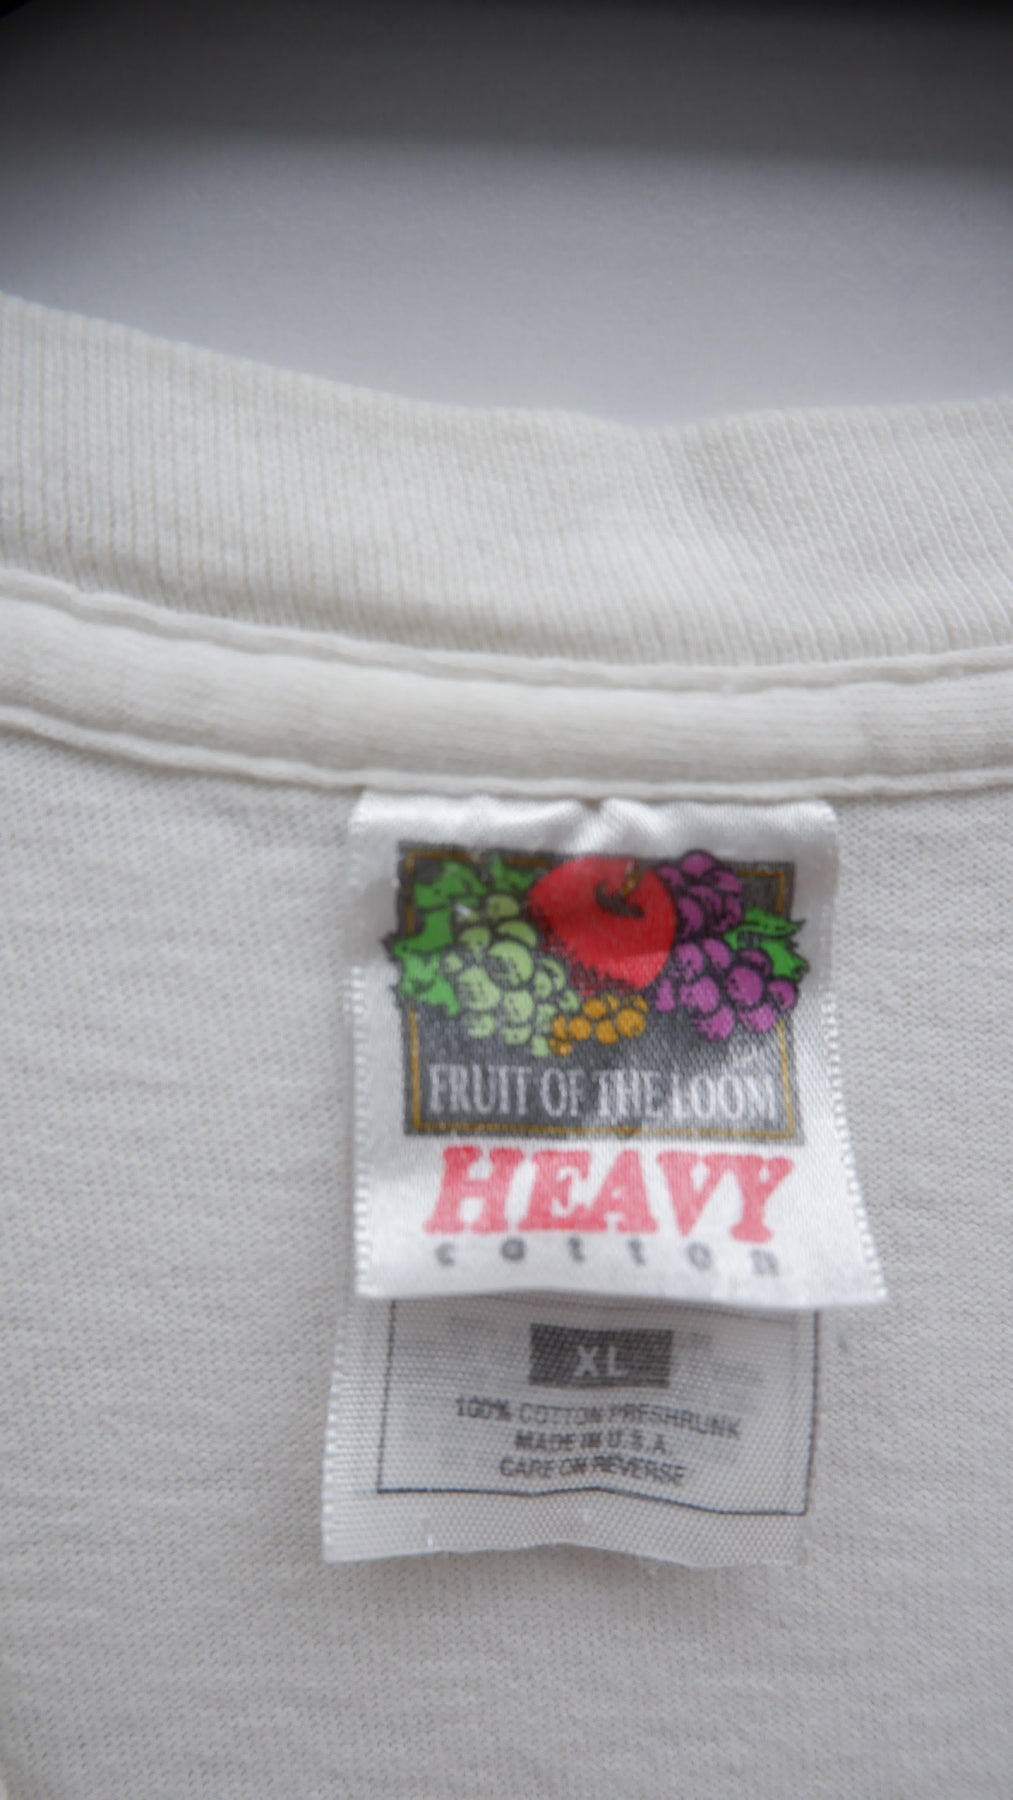 FRUIT OF THE LOOM
HEAVY
cotton
XL
100% COTTON PRESHRUNK
MADE IN U.S.A.
CARE ON REVERSE